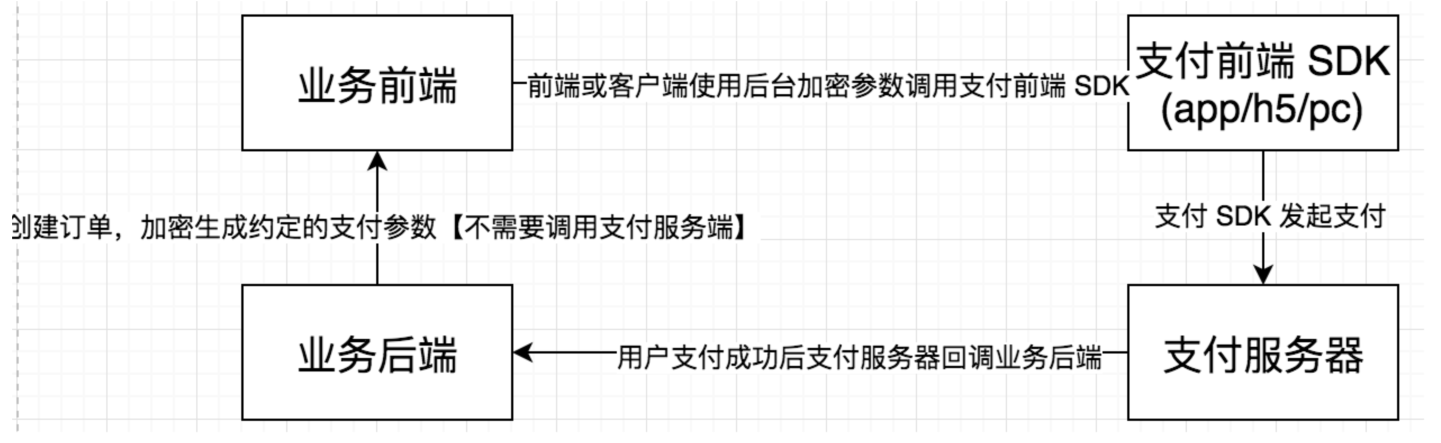 业务前端
前端或客户端使用后台加密参数调用支付前端 SDK
支付前端 SDK
(app/h5/pc)
创建订单，加密生成约定的支付参数【不需要调用支付服务端】
支付 SDK 发起支付
业务后端
用户支付成功后支付服务器回调业务后端
支付服务器